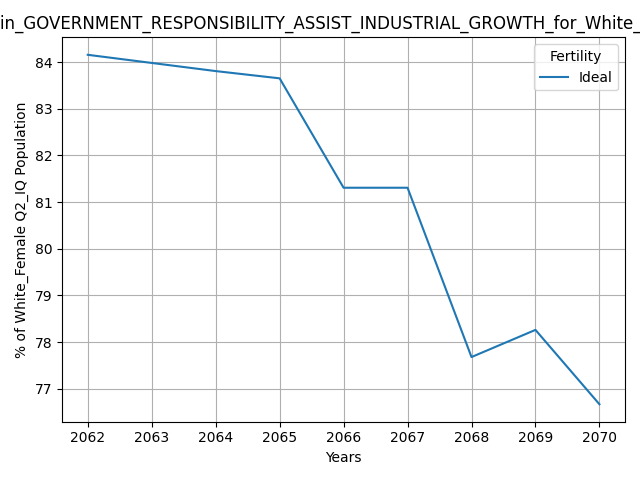 in_GOVERNMENT_RESPONSIBILITY_ASSIST_INDUSTRIAL_GROWTH_for_White_
Fertility
Ideal
84
83
82
81
80
79
78
77
% of White_Female Q2_IQ Population
2062 2063 2064 2065 2066 2067 2068 2069 2070
Years